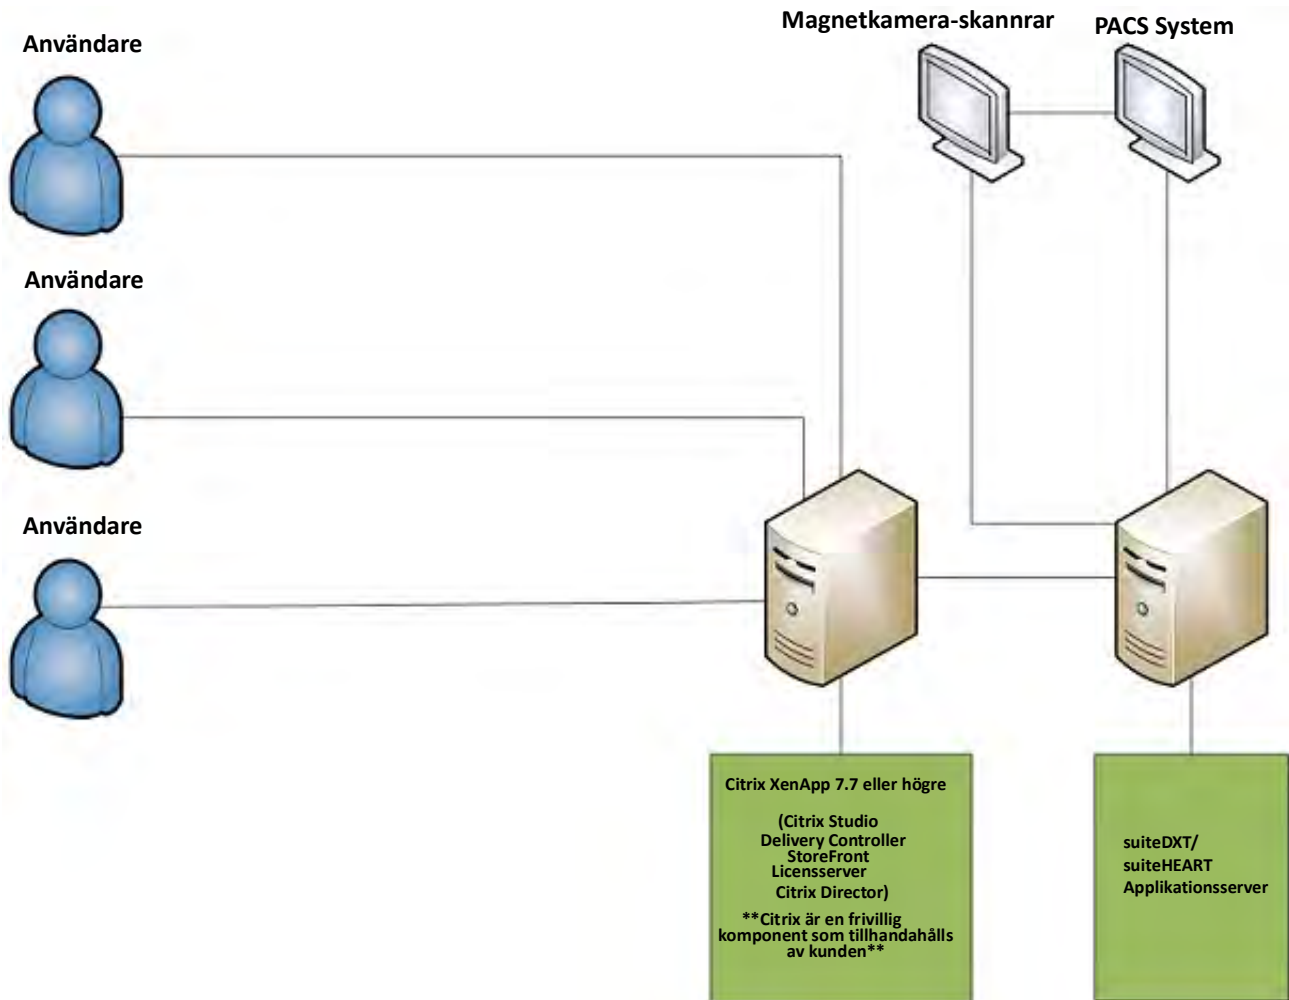 Magnetkamera-skannrar
PACS System
Användare
Användare
Användare
Citrix XenApp 7.7 eller högre
(Citrix Studio
Delivery Controller
StoreFront
Licensserver
Citrix Director)
**Citrix är en frivillig
komponent som tillhandahålls
av kunden**
suiteDXT/
suiteHEART
Applikationsserver